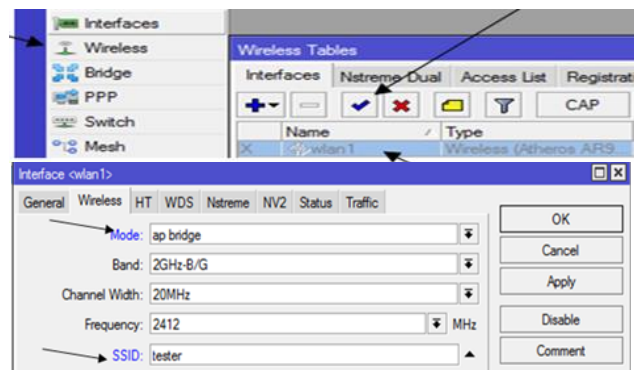 Interfaces
Wireless
Bridge
PPP
Switch
Mesh
Wireless Tables
Interfaces Nstreme Dual Access List Registrati
CAP
Name / Type
X wlan1 Wireless (Atheros AR9
Interface <wlan1>
General Wireless HT WDS Nstreme NV2 Status Traffic
Mode: ap bridge
Band: 2GHz-B/G
Channel Width: 20MHz
Frequency: 2412 MHz
SSID: tester
OK
Cancel
Apply
Disable
Comment